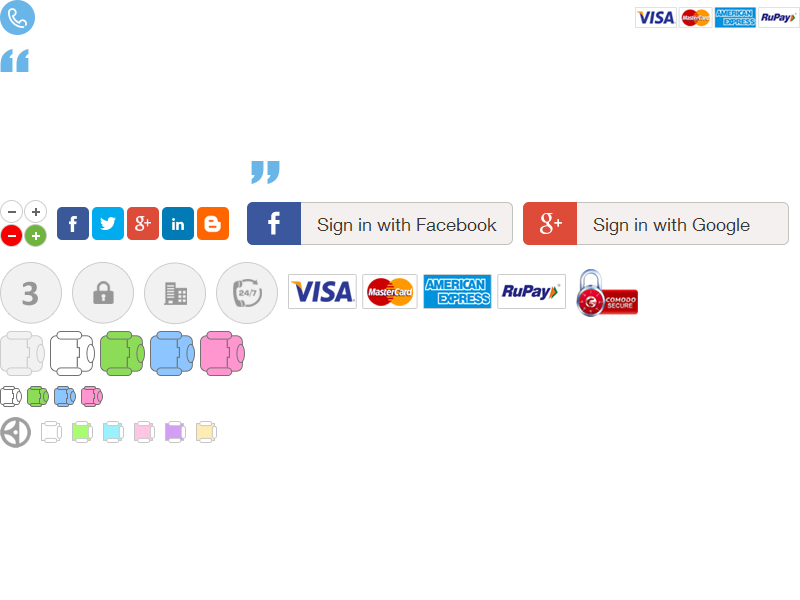 VISA MasterCard AMERICAN EXPRESS RuPay
“
”
f g+ in B
f Sign in with Facebook
g+ Sign in with Google
3
24/7
VISA MasterCard AMERICAN EXPRESS RuPay
COMODO
SECURE